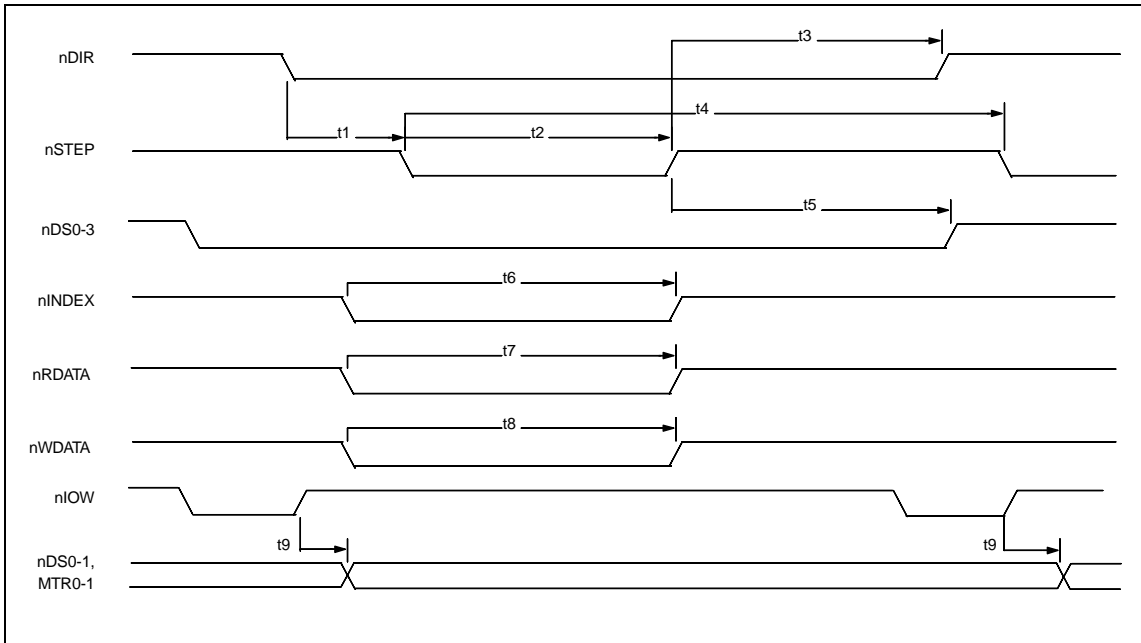 nDIR
t3
t4
t1
t2
nSTEP
t5
nDS0-3
t6
nINDEX
t7
nRDATA
t8
nWDATA
nIOW
t9
t9
nDS0-1,
MTR0-1